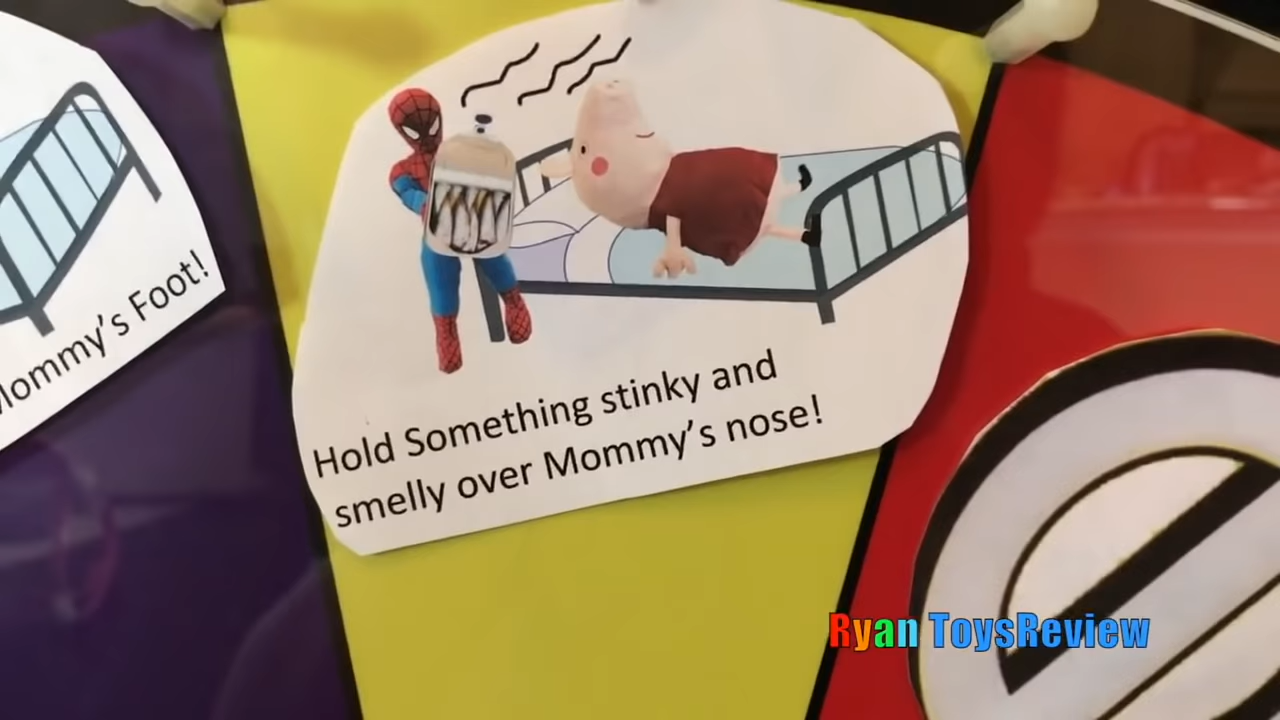 Mommy's Foot!
Hold Something stinky and
smelly over Mommy's nose!
e
Ryan ToysReview